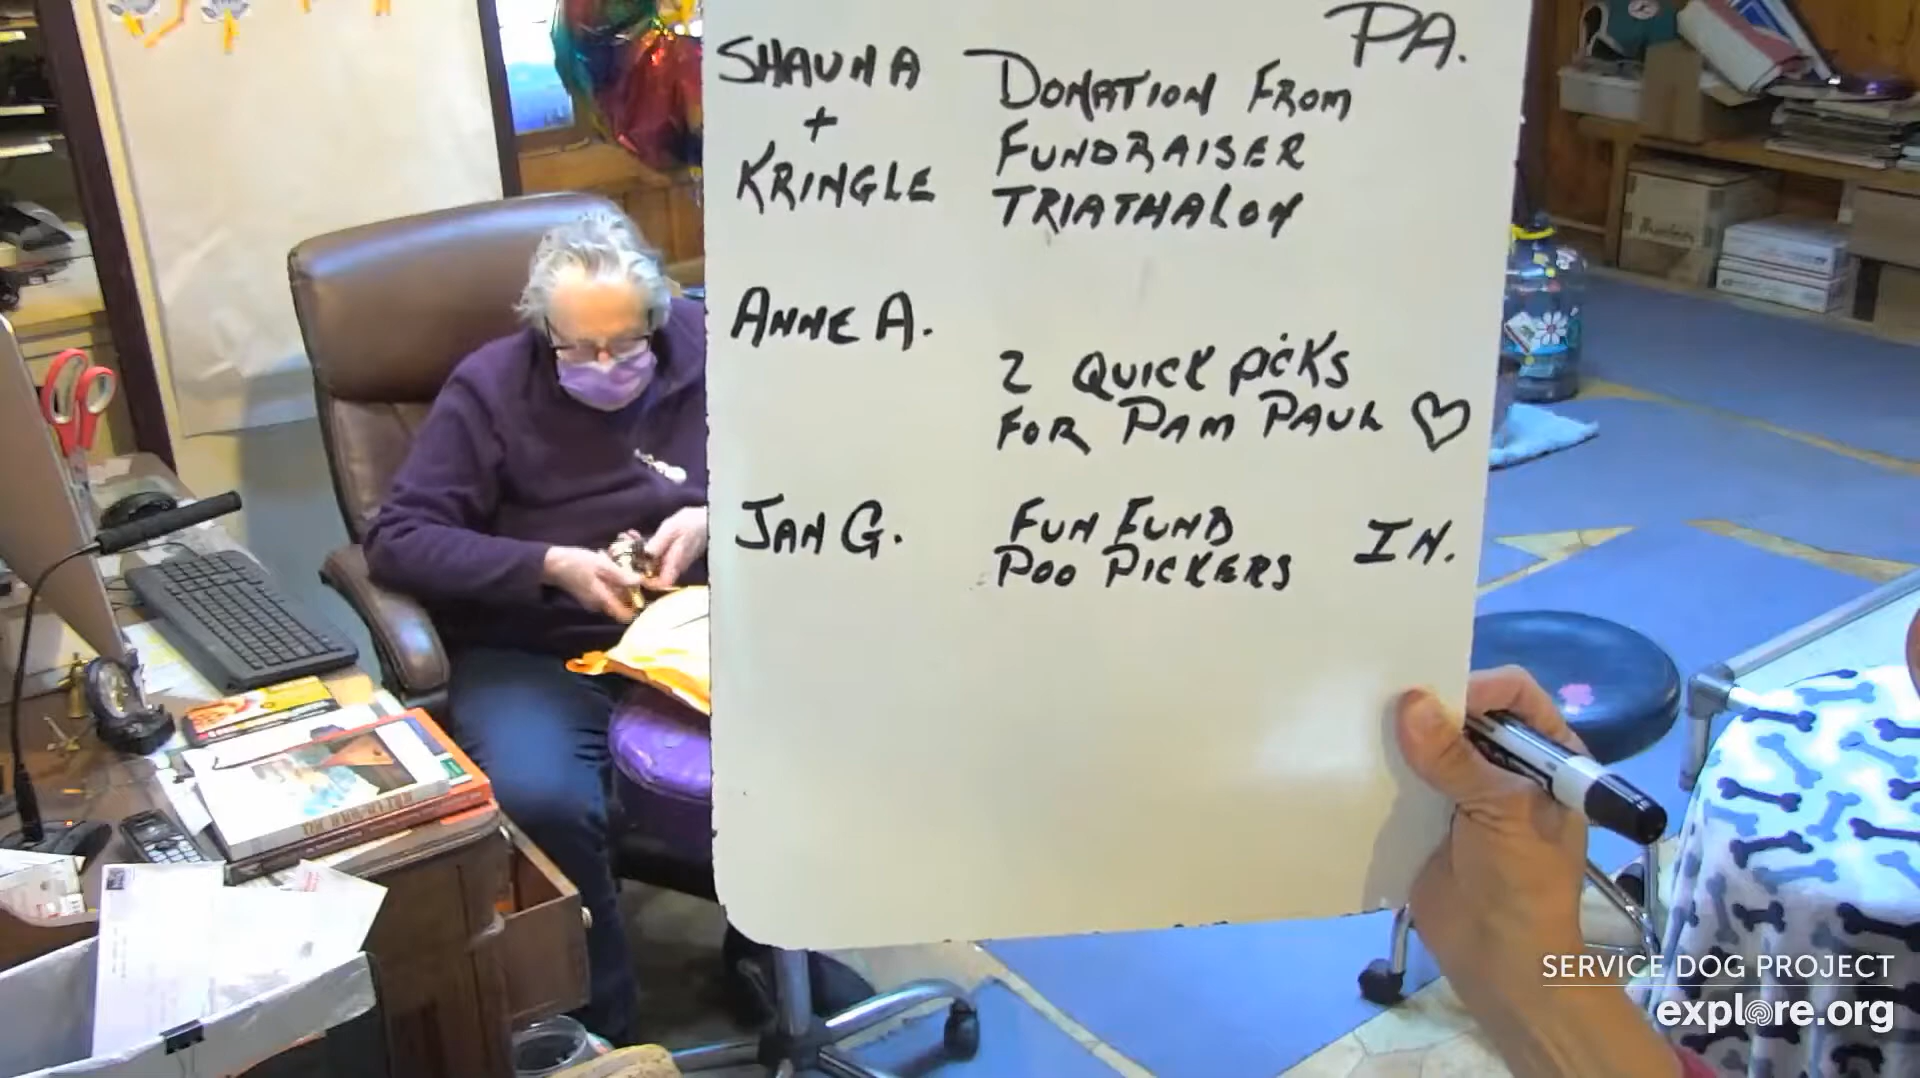 PA.
SHAUNA DONATION FROM
+ FUNDRAISER
KRINGLE TRIATHALON
ANNE A.
2 QUICK PICKS
FOR PAM PAUL ♡
JAN G. FUN FUND IN.
POO PICKERS
SERVICE DOG PROJECT
explore.org